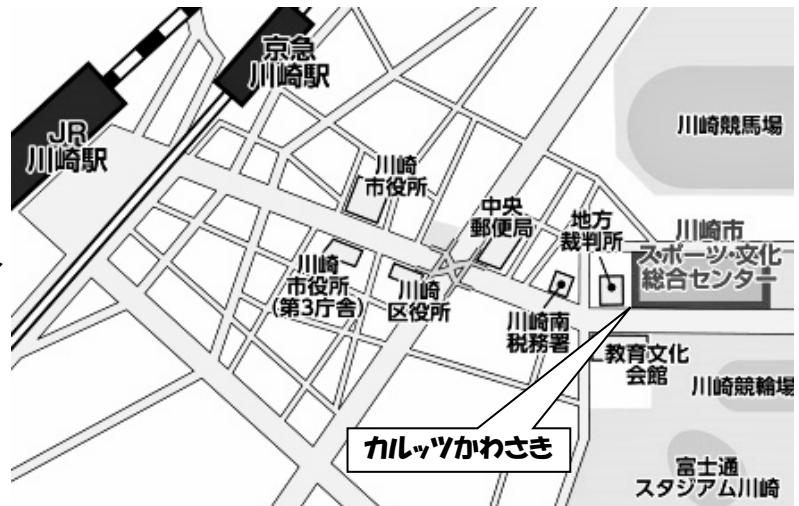 京急
川崎駅
JR
川崎駅
川崎競馬場
川崎
市役所
中央
郵便局
地方
裁判所
川崎市
スポーツ・文化
総合センター
川崎
市役所
(第3庁舎)
川崎
区役所
川崎南
税務署
教育文化
会館
川崎競輪場
カルッツかわさき
富士通
スタジアム川崎